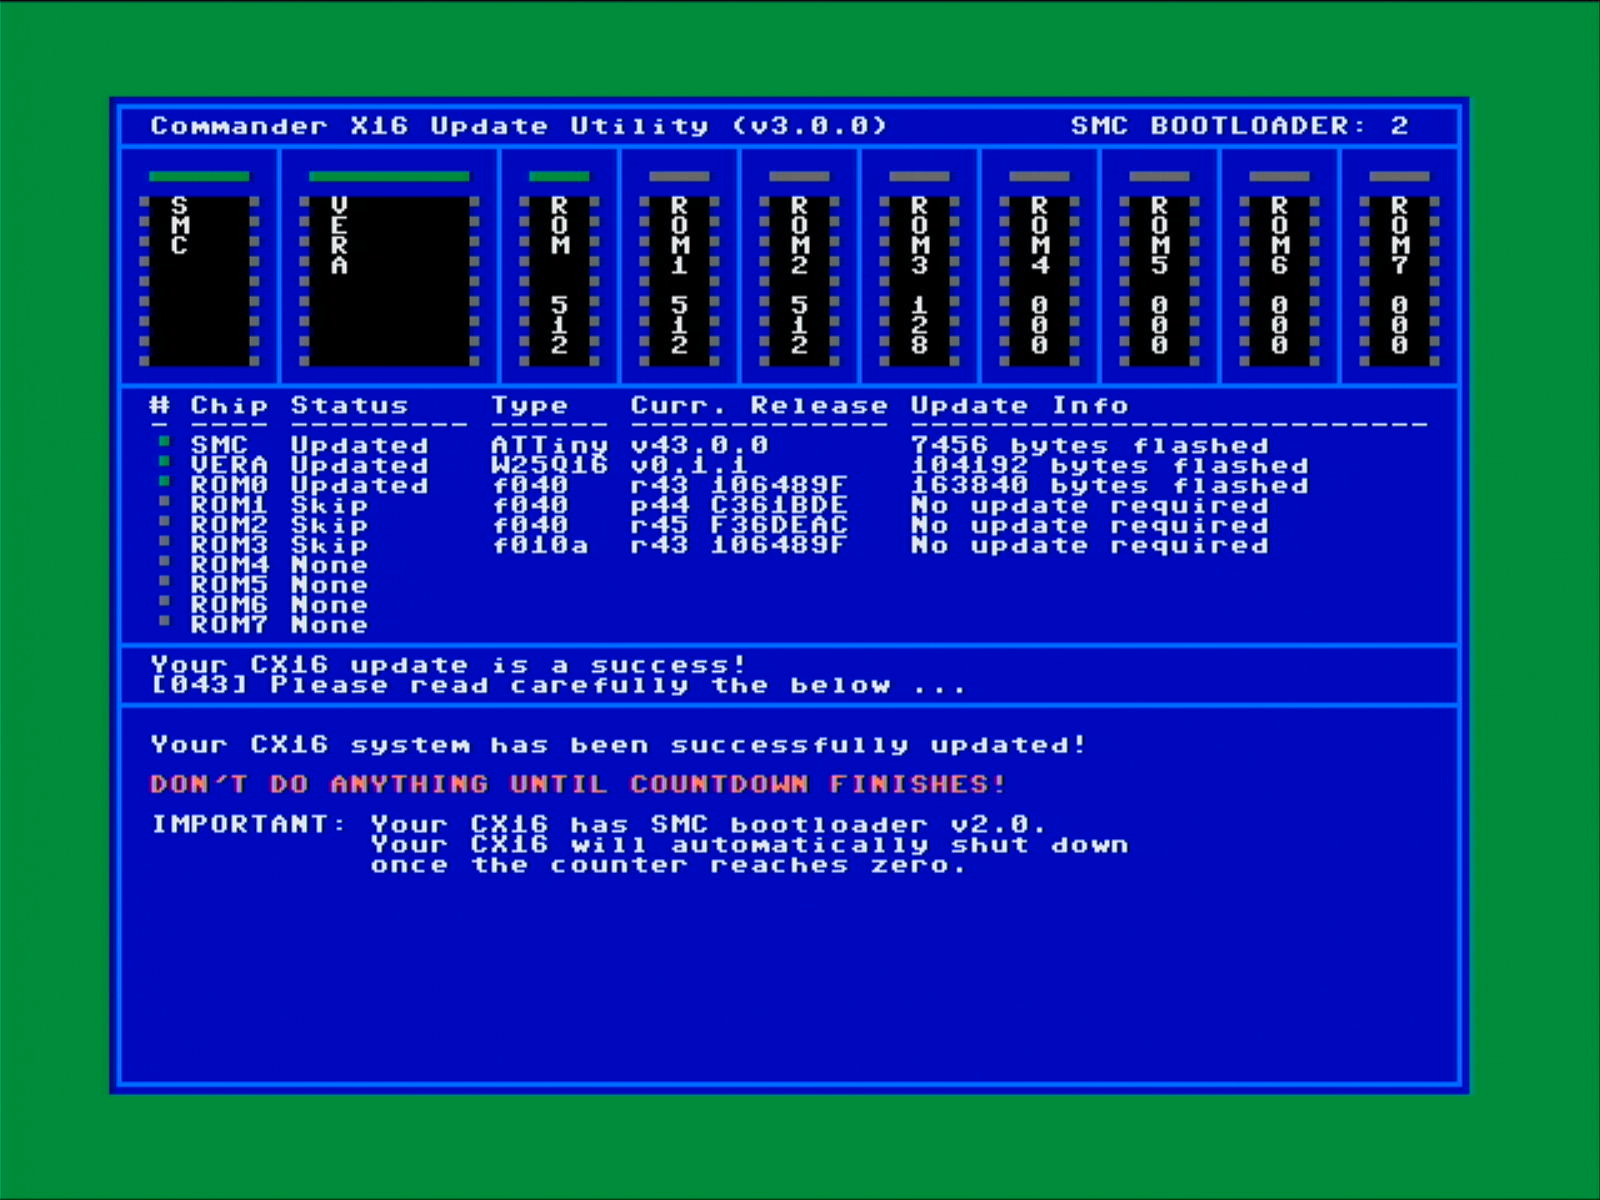 Commander X16 Update Utility (v3.0.0) SMC BOOTLOADER: 2
SMC VERA ROM 512 ROM1 512 ROM2 512 ROM3 128 ROM4 000 ROM5 000 ROM6 000 ROM7 000
# Chip Status Type Curr. Release Update Info
- ---- --------- ------ ------------- --------------------------
SMC Updated ATTiny v43.0.0 7456 bytes flashed
VERA Updated W25Q16 v0.1.1 104192 bytes flashed
ROM0 Updated f040 r43 106489F 163840 bytes flashed
ROM1 Skip f040 p44 C361BDE No update required
ROM2 Skip f040 r45 F36DEAC No update required
ROM3 Skip f010a r43 106489F No update required
ROM4 None
ROM5 None
ROM6 None
ROM7 None
Your CX16 update is a success!
[043] Please read carefully the below ...
Your CX16 system has been successfully updated!
DON'T DO ANYTHING UNTIL COUNTDOWN FINISHES!
IMPORTANT: Your CX16 has SMC bootloader v2.0.
Your CX16 will automatically shut down
once the counter reaches zero.